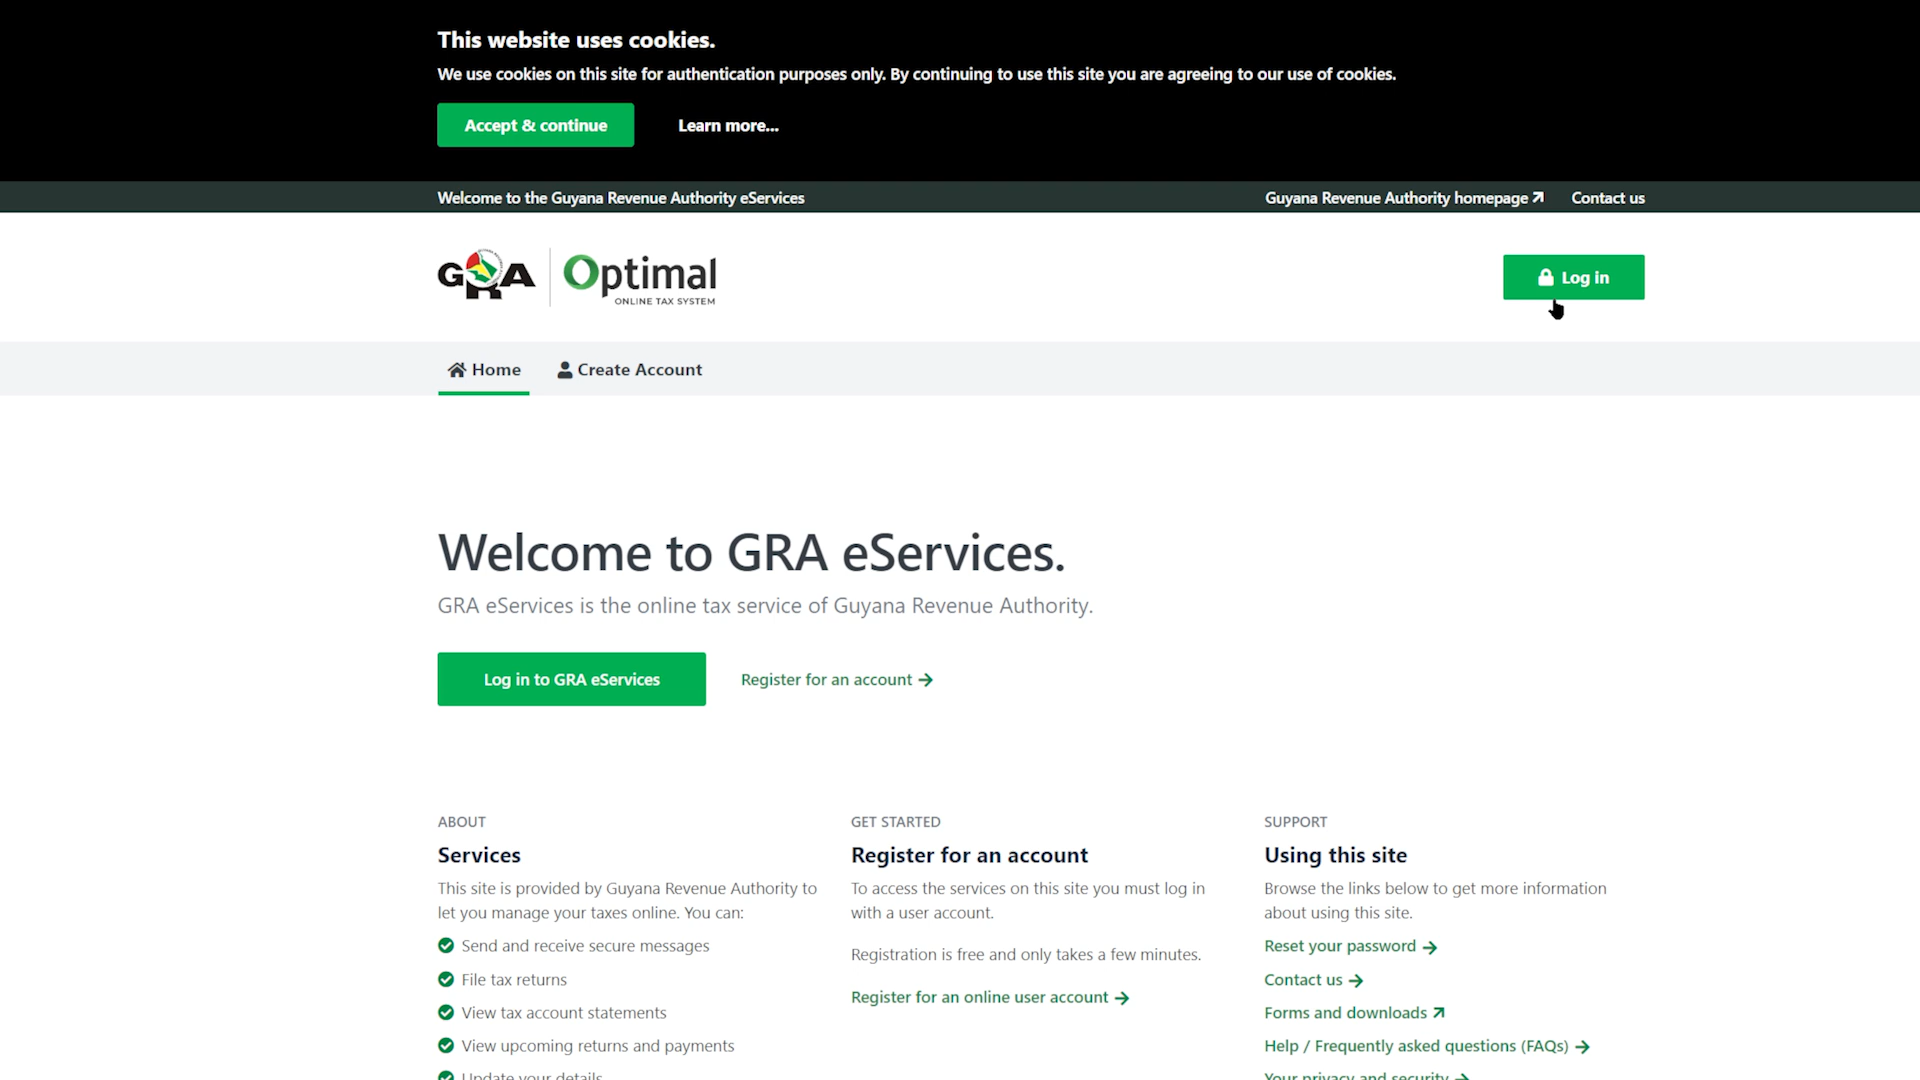 This website uses cookies.
We use cookies on this site for authentication purposes only. By continuing to use this site you are agreeing to our use of cookies.
Accept & continue
Learn more...
Welcome to the Guyana Revenue Authority eServices
Guyana Revenue Authority homepage
Contact us
GRA
Optimal
ONLINE TAX SYSTEM
Log in
Home
Create Account
Welcome to GRA eServices.
GRA eServices is the online tax service of Guyana Revenue Authority.
Log in to GRA eServices
Register for an account
ABOUT
Services
This site is provided by Guyana Revenue Authority to
let you manage your taxes online. You can:
Send and receive secure messages
File tax returns
View tax account statements
View upcoming returns and payments
Update your details
GET STARTED
Register for an account
To access the services on this site you must log in
with a user account.
Registration is free and only takes a few minutes.
Register for an online user account
SUPPORT
Using this site
Browse the links below to get more information
about using this site.
Reset your password
Contact us
Forms and downloads
Help / Frequently asked questions (FAQs)
Your privacy and security